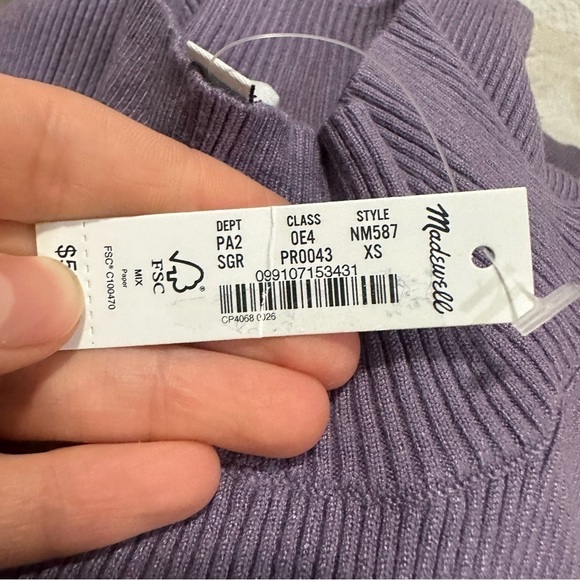 DEPT CLASS STYLE
PA2 0E4 NM587
SGR PR0043 XS
099107153431
CP4068 0026
Madewell
FSC®
MIX
Paper
FSC® C100470